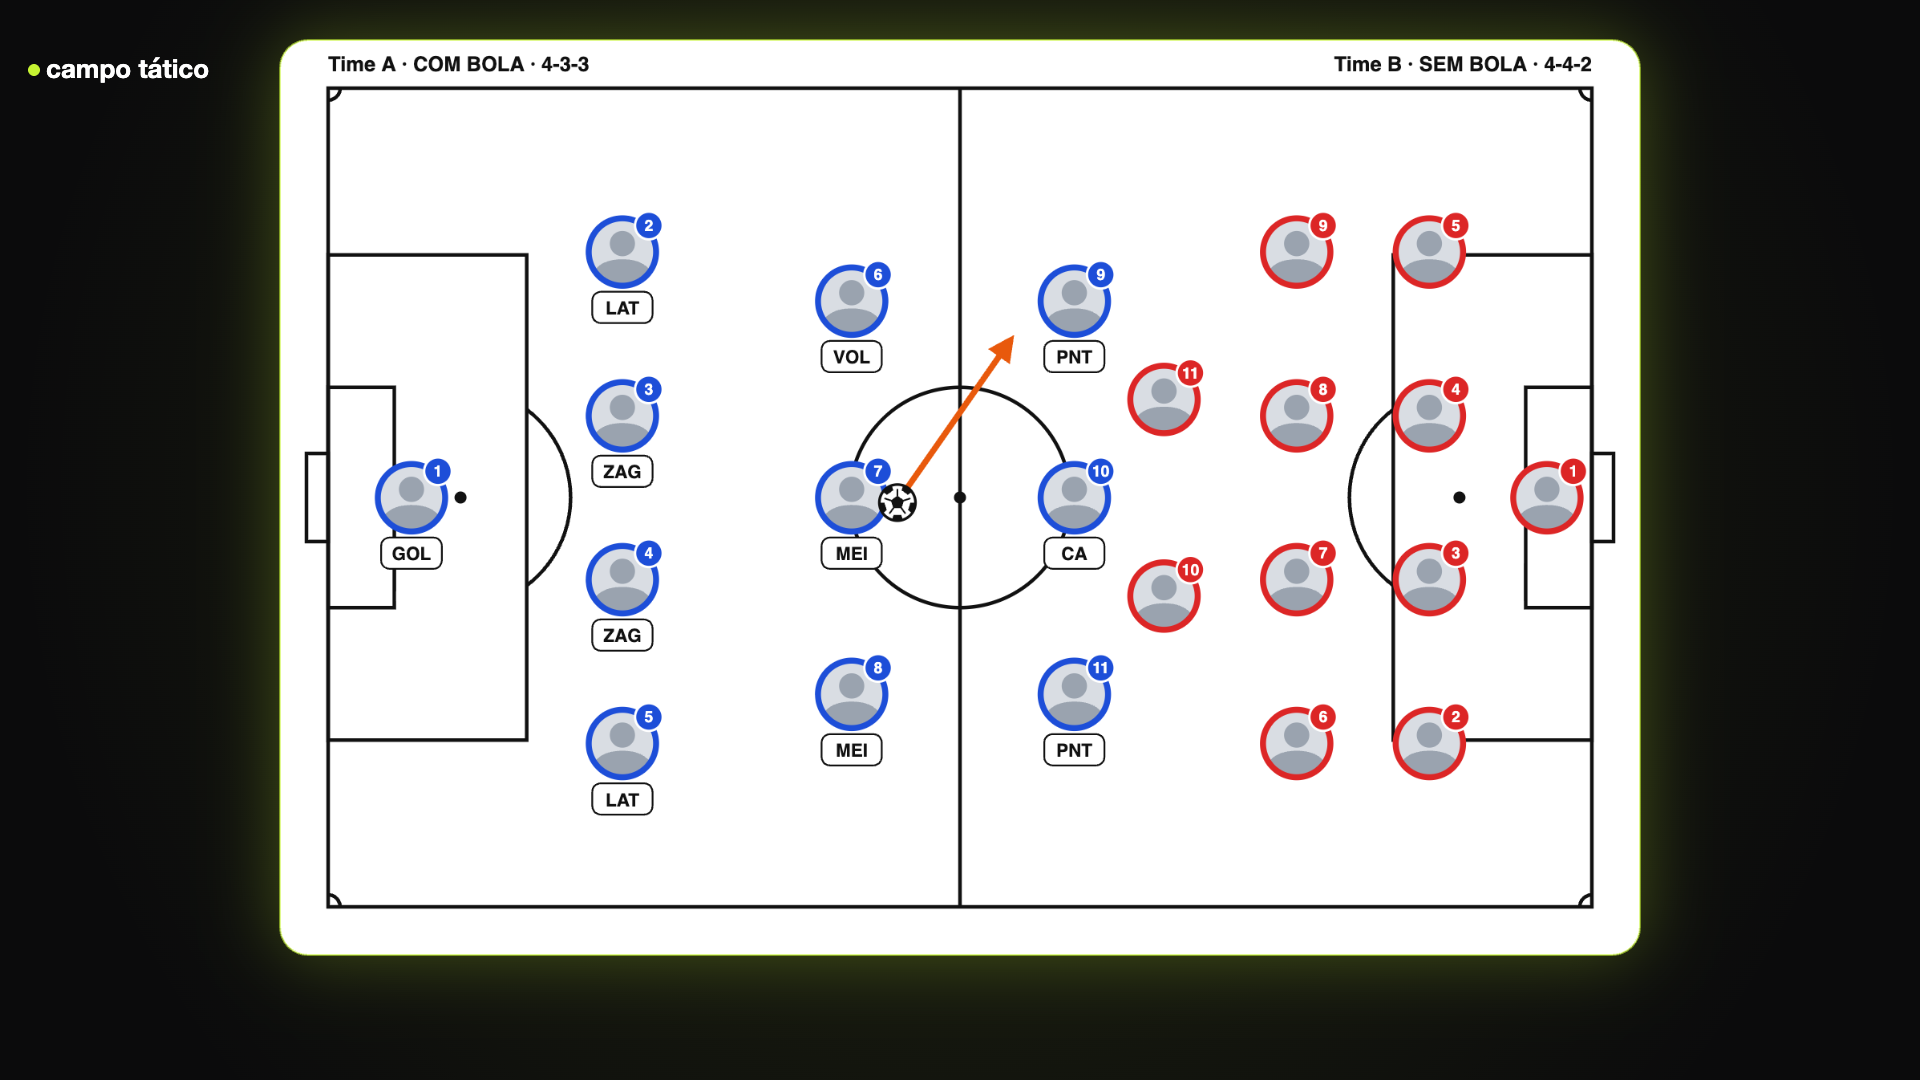 campo tático
Time A · COM BOLA · 4-3-3
Time B · SEM BOLA · 4-4-2
2
LAT
6
VOL
9
PNT
9
5
3
ZAG
11
8
4
1
GOL
7
MEI
10
CA
1
4
ZAG
10
7
3
8
MEI
11
PNT
5
LAT
6
2